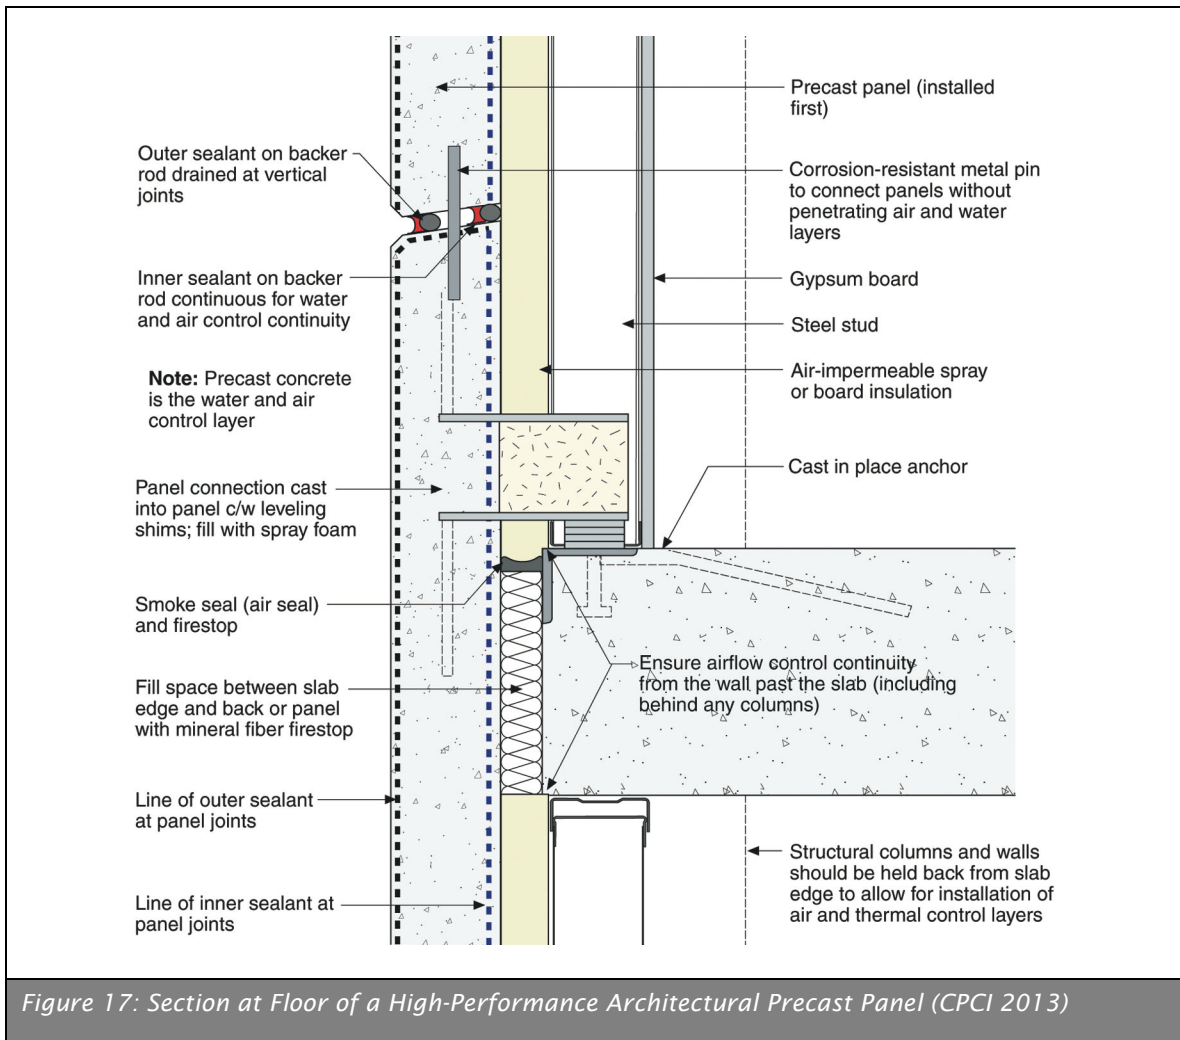 Precast panel (installed
first)
Outer sealant on backer
rod drained at vertical
joints
Corrosion-resistant metal pin
to connect panels without
penetrating air and water
layers
Inner sealant on backer
rod continuous for water
and air control continuity
Gypsum board
Steel stud
Note: Precast concrete
is the water and air
control layer
Air-impermeable spray
or board insulation
Cast in place anchor
Panel connection cast
into panel c/w leveling
shims; fill with spray foam
Smoke seal (air seal)
and firestop
Ensure airflow control continuity
from the wall past the slab (including
behind any columns)
Fill space between slab
edge and back or panel
with mineral fiber firestop
Line of outer sealant
at panel joints
Structural columns and walls
should be held back from slab
edge to allow for installation of
air and thermal control layers
Line of inner sealant at
panel joints
Figure 17: Section at Floor of a High-Performance Architectural Precast Panel (CPCI 2013)